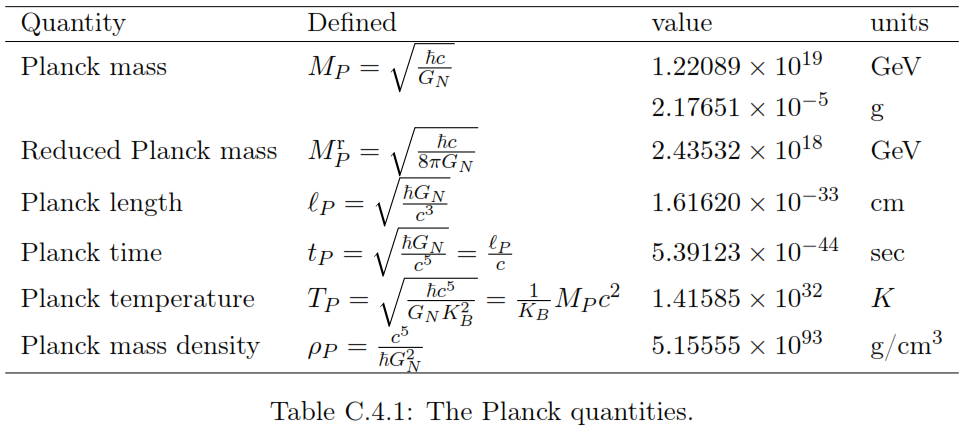 Quantity Defined value units
Planck mass $M_P = \sqrt{\frac{\hbar c}{G_N}}$ $1.22089 \times 10^{19}$ GeV
$2.17651 \times 10^{-5}$ g
Reduced Planck mass $M_P^{\mathrm{r}} = \sqrt{\frac{\hbar c}{8\pi G_N}}$ $2.43532 \times 10^{18}$ GeV
Planck length $\ell_P = \sqrt{\frac{\hbar G_N}{c^3}}$ $1.61620 \times 10^{-33}$ cm
Planck time $t_P = \sqrt{\frac{\hbar G_N}{c^5}} = \frac{\ell_P}{c}$ $5.39123 \times 10^{-44}$ sec
Planck temperature $T_P = \sqrt{\frac{\hbar c^5}{G_N K_B^2}} = \frac{1}{K_B} M_P c^2$ $1.41585 \times 10^{32}$ $K$
Planck mass density $\rho_P = \frac{c^5}{\hbar G_N^2}$ $5.15555 \times 10^{93}$ g/cm$^3$
Table C.4.1: The Planck quantities.